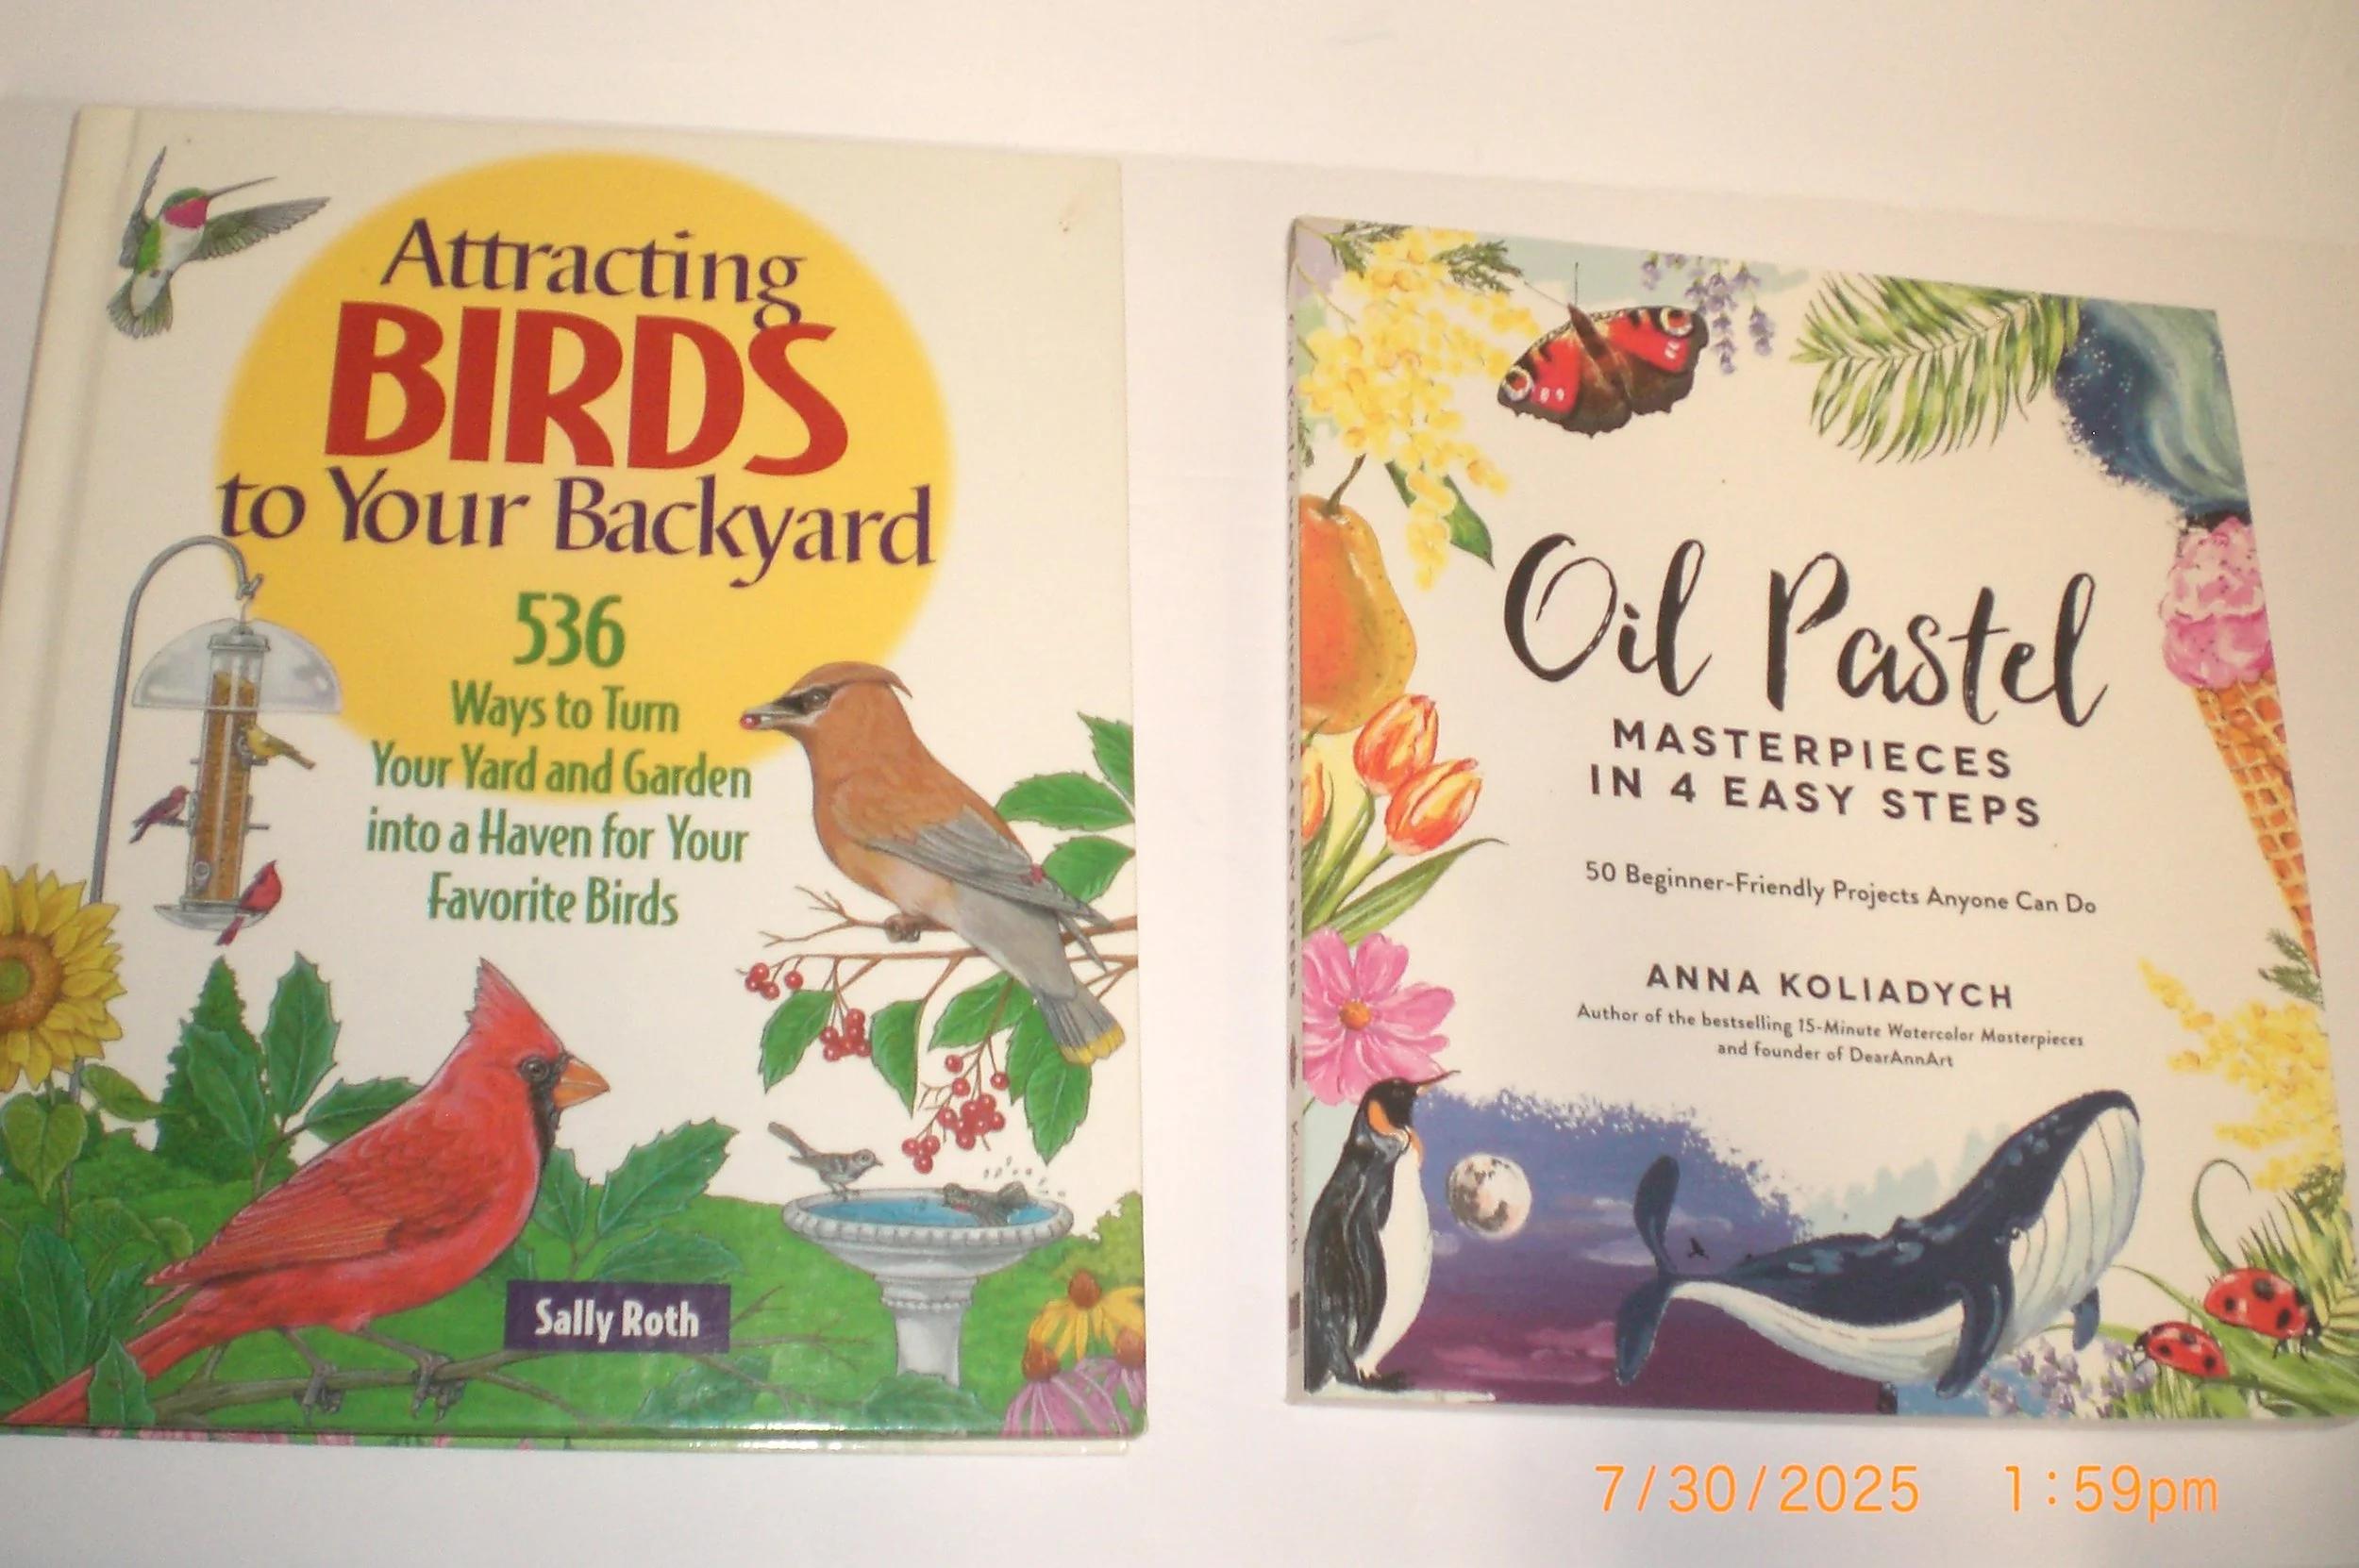 Attracting
BIRDS
to Your Backyard
536
Ways to Turn
Your Yard and Garden
into a Haven for Your
Favorite Birds
Sally Roth
Oil Pastel
MASTERPIECES
IN 4 EASY STEPS
50 Beginner-Friendly Projects Anyone Can Do
ANNA KOLIADYCH
Author of the bestselling 15-Minute Watercolor Masterpieces
and founder of DearAnnArt
7/30/2025 1:59pm